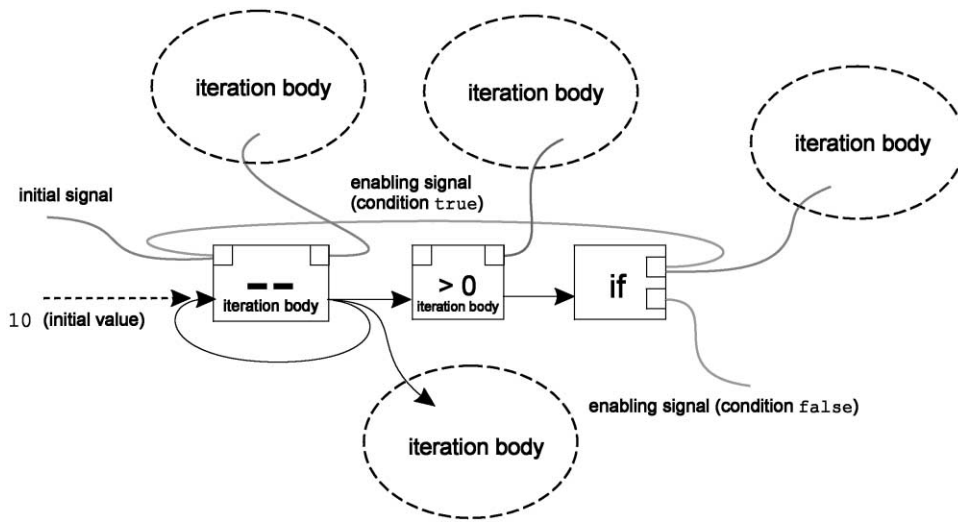 iteration body
iteration body
iteration body
enabling signal
(condition true)
initial signal
--
iteration body
> 0
iteration body
if
10 (initial value)
enabling signal (condition false)
iteration body